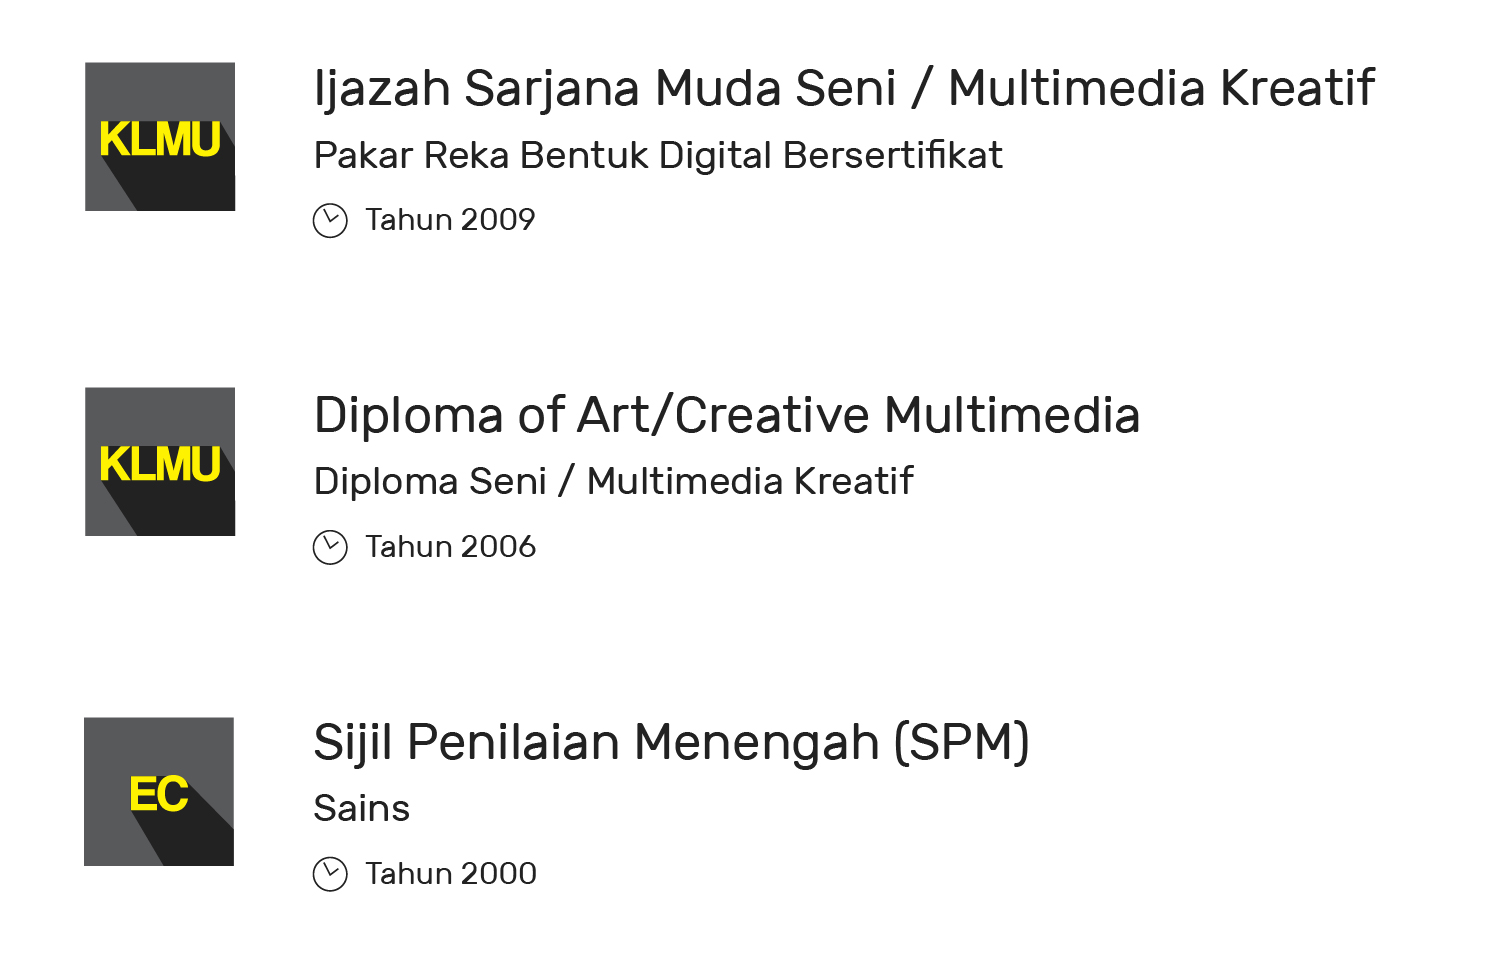 KLMU
Ijazah Sarjana Muda Seni / Multimedia Kreatif
Pakar Reka Bentuk Digital Bersertifikat
Tahun 2009
KLMU
Diploma of Art/Creative Multimedia
Diploma Seni / Multimedia Kreatif
Tahun 2006
EC
Sijil Penilaian Menengah (SPM)
Sains
Tahun 2000